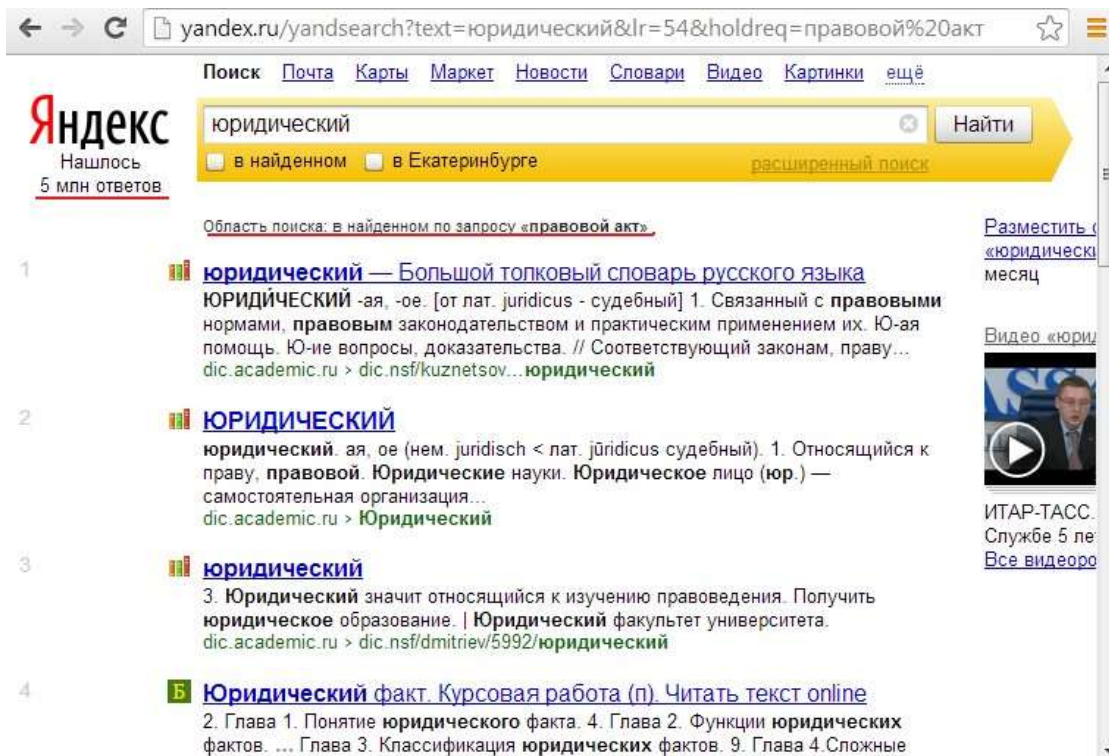 yandex.ru/yandsearch?text=юридический&lr=54&holdreq=правовой%20акт
Поиск Почта Карты Маркет Новости Словари Видео Картинки ещё
Яндекс
Нашлось
5 млн ответов
юридический
Найти
в найденном в Екатеринбурге расширенный поиск
Область поиска: в найденном по запросу «правовой акт».
1
юридический — Большой толковый словарь русского языка
ЮРИДИ́ЧЕСКИЙ -ая, -ое. [от лат. juridicus - судебный] 1. Связанный с правовыми
нормами, правовым законодательством и практическим применением их. Ю-ая
помощь. Ю-ие вопросы, доказательства. // Соответствующий законам, праву...
dic.academic.ru > dic.nsf/kuznetsov...юридический
2
ЮРИДИЧЕСКИЙ
юридический. ая, ое (нем. juridisch < лат. jūridicus судебный). 1. Относящийся к
праву, правовой. Юридические науки. Юридическое лицо (юр.) —
самостоятельная организация...
dic.academic.ru > Юридический
3
юридический
3. Юридический значит относящийся к изучению правоведения. Получить
юридическое образование. | Юридический факультет университета.
dic.academic.ru > dic.nsf/dmitriev/5992/юридический
4
Б
Юридический факт. Курсовая работа (п). Читать текст online
2. Глава 1. Понятие юридического факта. 4. Глава 2. Функции юридических
фактов. ... Глава 3. Классификация юридических фактов. 9. Глава 4.Сложные
Разместить
«юридически
месяц
Видео «юрид
ИТАР-ТАСС.
Службе 5 ле
Все видеоро